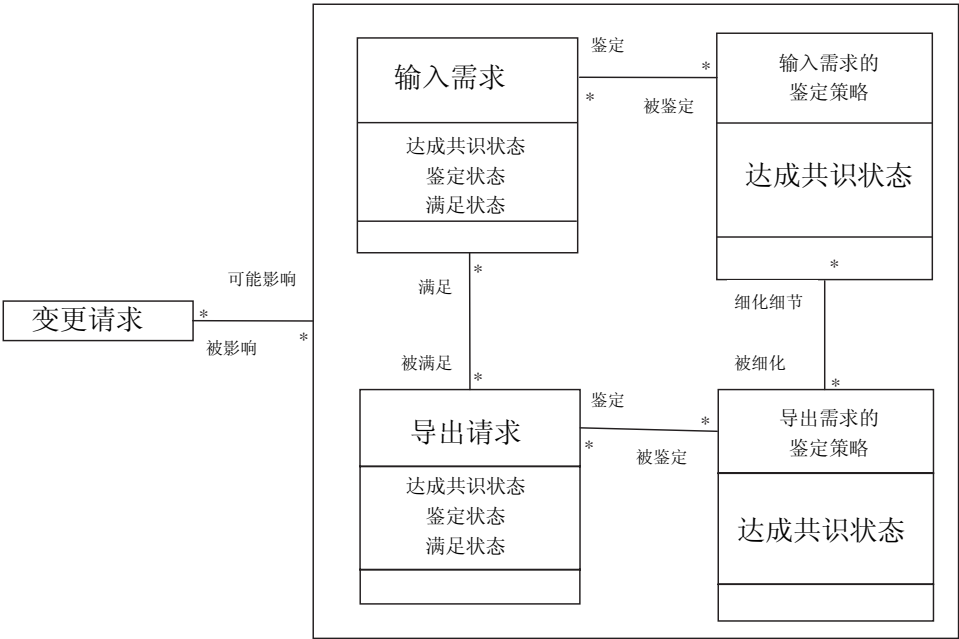 鉴定
输入需求
*
输入需求的
鉴定策略
*
被鉴定
达成共识状态
鉴定状态
满足状态
达成共识状态
可能影响
*
满足
*
细化细节
变更请求
*
被影响
*
被满足
*
被细化
*
鉴定
导出请求
*
导出需求的
鉴定策略
*
被鉴定
达成共识状态
鉴定状态
满足状态
达成共识状态